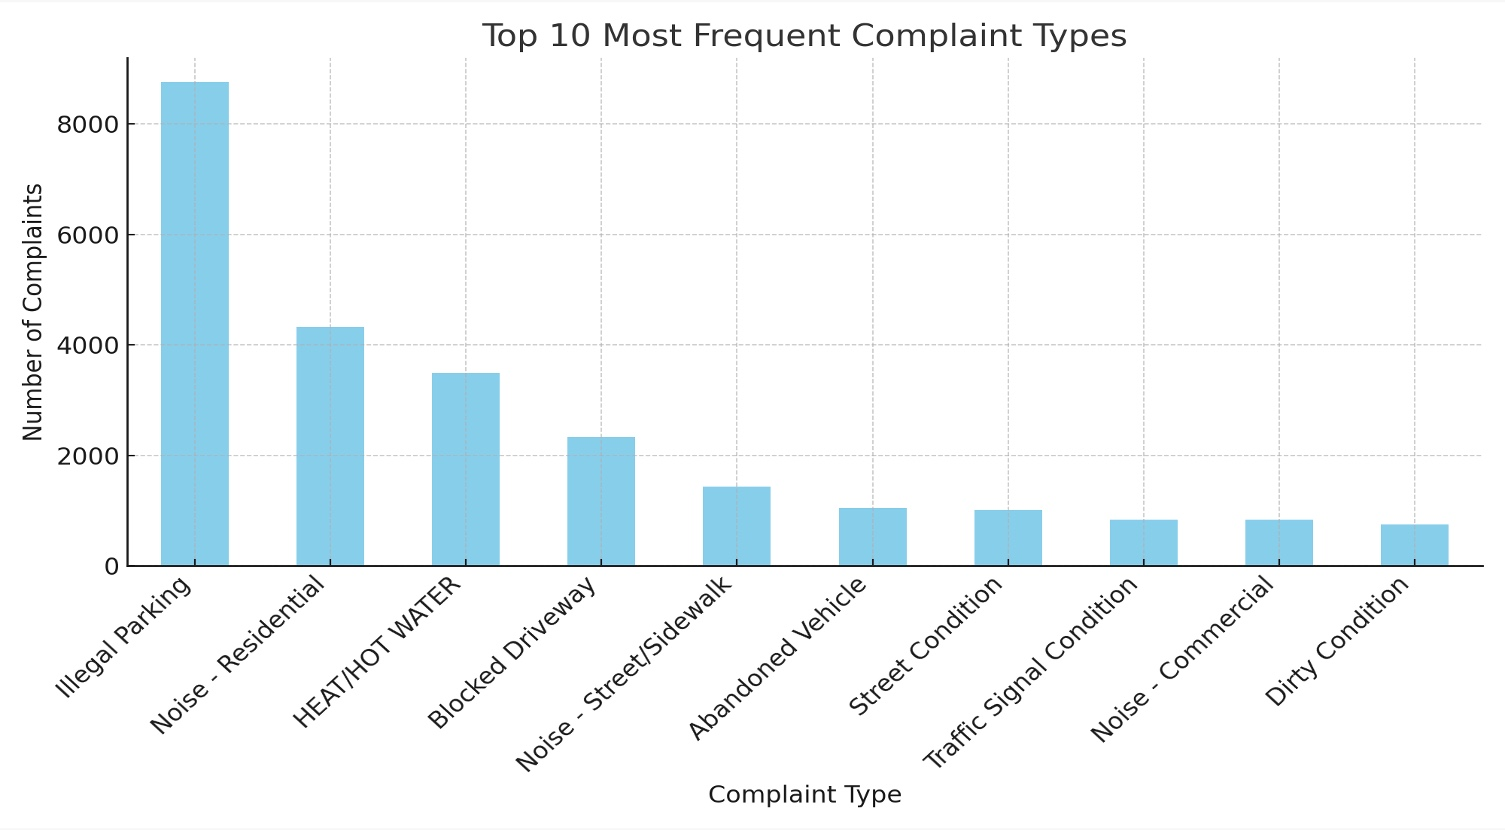 Top 10 Most Frequent Complaint Types
Number of Complaints
8000
6000
4000
2000
0
Illegal Parking
Noise - Residential
HEAT/HOT WATER
Blocked Driveway
Noise - Street/Sidewalk
Abandoned Vehicle
Street Condition
Traffic Signal Condition
Noise - Commercial
Dirty Condition
Complaint Type